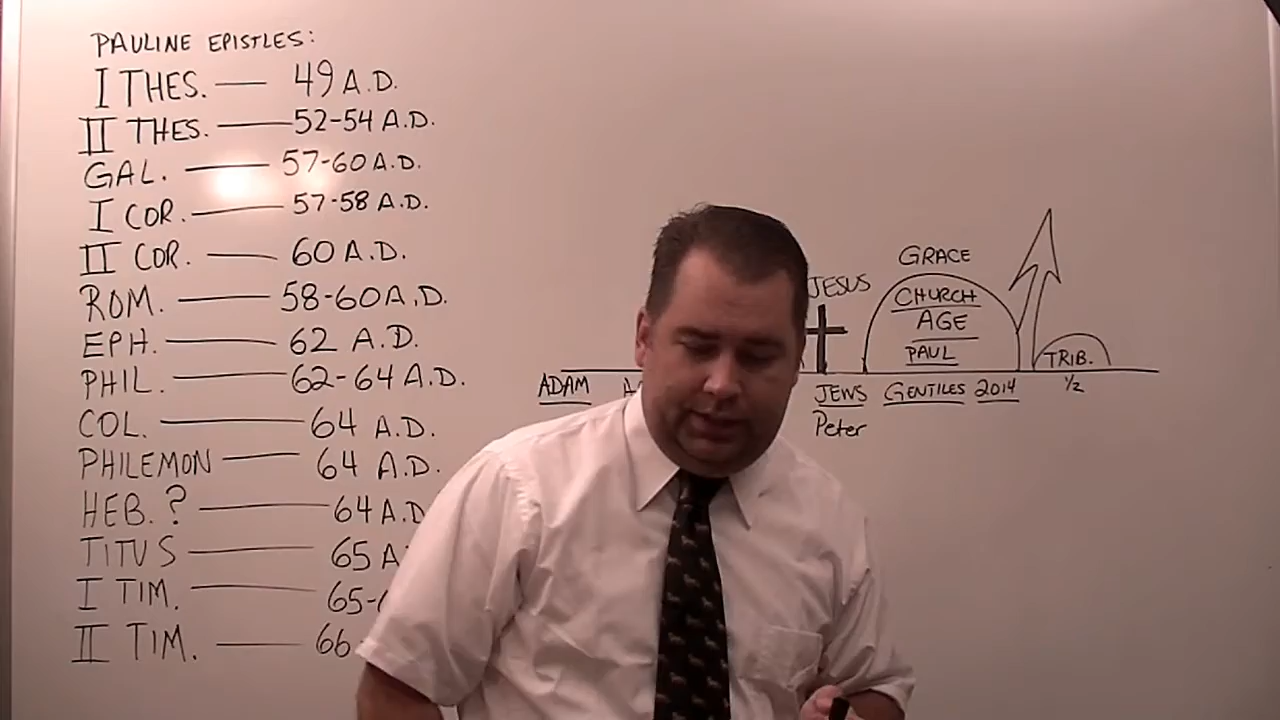 PAULINE EPISTLES:
I THES. — 49 A.D.
II THES. — 52-54 A.D.
GAL. — 57-60 A.D.
I COR. — 57-58 A.D.
II COR. — 60 A.D.
ROM. — 58-60 A.D.
EPH. — 62 A.D.
PHIL. — 62-64 A.D.
COL. — 64 A.D.
PHILEMON — 64 A.D.
HEB. ? — 64 A.D
TITUS — 65 A.
I TIM. — 65-
II TIM. — 66
JESUS
GRACE
CHURCH
AGE
PAUL
TRIB.
ADAM
JEWS GENTILES 2014 1/2
Peter